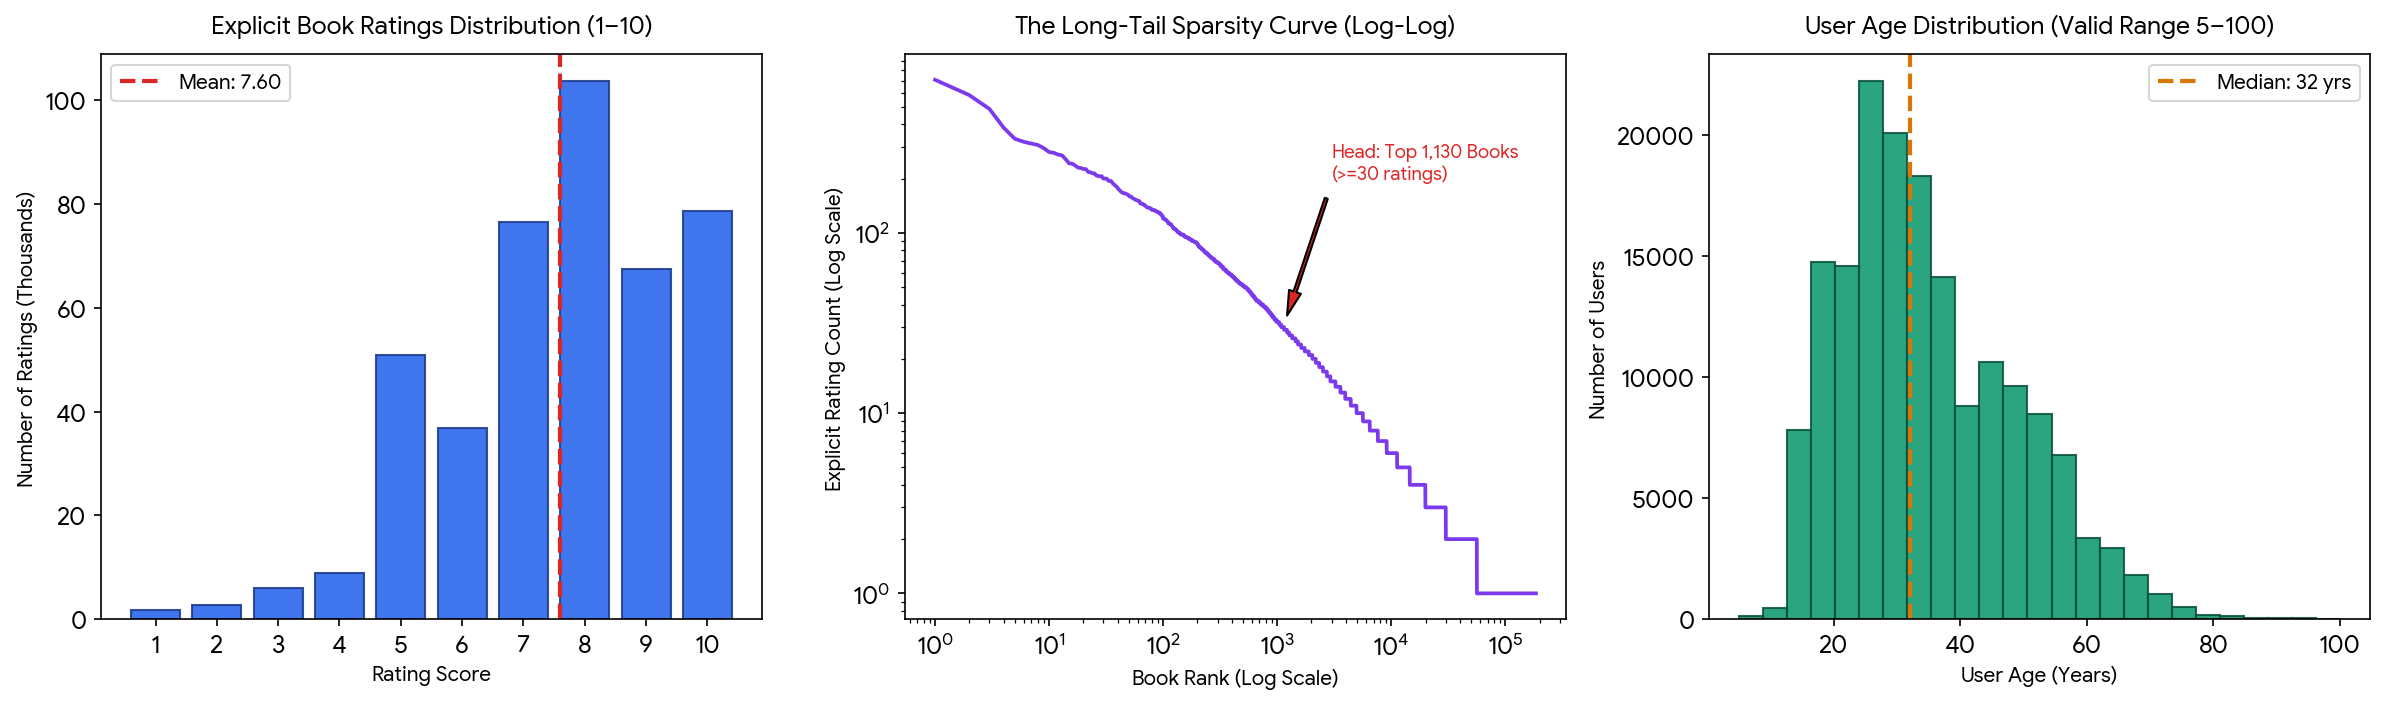 Explicit Book Ratings Distribution (1–10)
Mean: 7.60
Number of Ratings (Thousands)
100
80
60
40
20
0
1 2 3 4 5 6 7 8 9 10
Rating Score
The Long-Tail Sparsity Curve (Log-Log)
Head: Top 1,130 Books
(>=30 ratings)
Explicit Rating Count (Log Scale)
10²
10¹
10⁰
10⁰ 10¹ 10² 10³ 10⁴ 10⁵
Book Rank (Log Scale)
User Age Distribution (Valid Range 5–100)
Median: 32 yrs
Number of Users
20000
15000
10000
5000
0
20 40 60 80 100
User Age (Years)